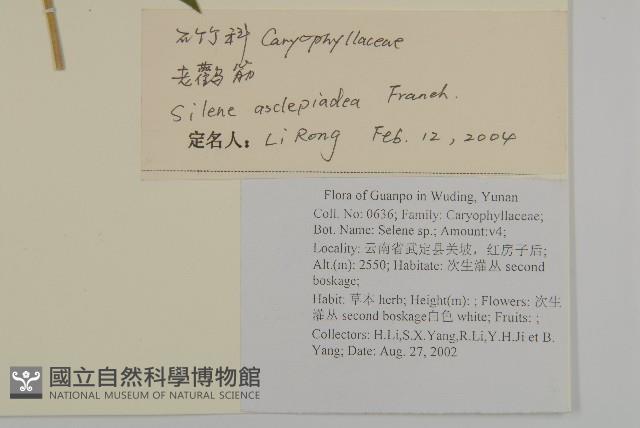 石竹科 Caryophyllaceae
老鸛筋
Silene asclepiadea Franch.
定名人: Li Rong Feb. 12, 2004
Flora of Guanpo in Wuding, Yunan
Coll. No: 0636; Family: Caryophyllaceae;
Bot. Name: Selene sp.; Amount:v4;
Locality: 云南省武定县关坡，红房子后;
Alt.(m): 2550; Habitate: 次生灌丛 second
boskage;
Habit: 草本 herb; Height(m): ; Flowers: 次生
灌丛 second boskage白色 white; Fruits: ;
Collectors: H.Li,S.X.Yang,R.Li,Y.H.Ji et B.
Yang; Date: Aug. 27, 2002
國立自然科學博物館
NATIONAL MUSEUM OF NATURAL SCIENCE